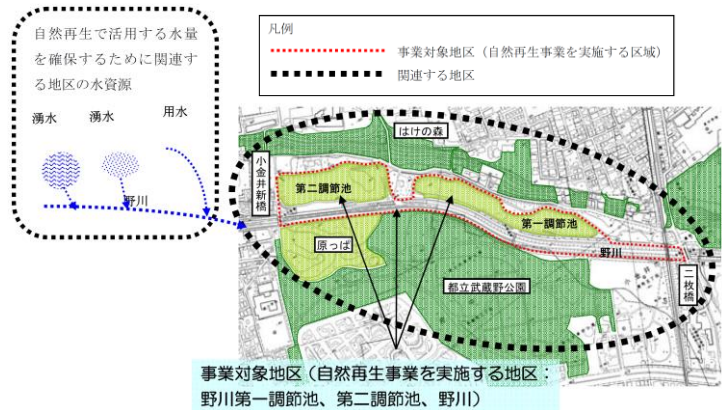 自然再生で活用する水量
を確保するために関連す
る地区の水資源
湧水
湧水
用水
野川
凡例
事業対象地区（自然再生事業を実施する区域）
関連する地区
はけの森
小金井新橋
第二調節池
第一調節池
原っぱ
野川
都立武蔵野公園
二枚橋
事業対象地区（自然再生事業を実施する地区：
野川第一調節池、第二調節池、野川）